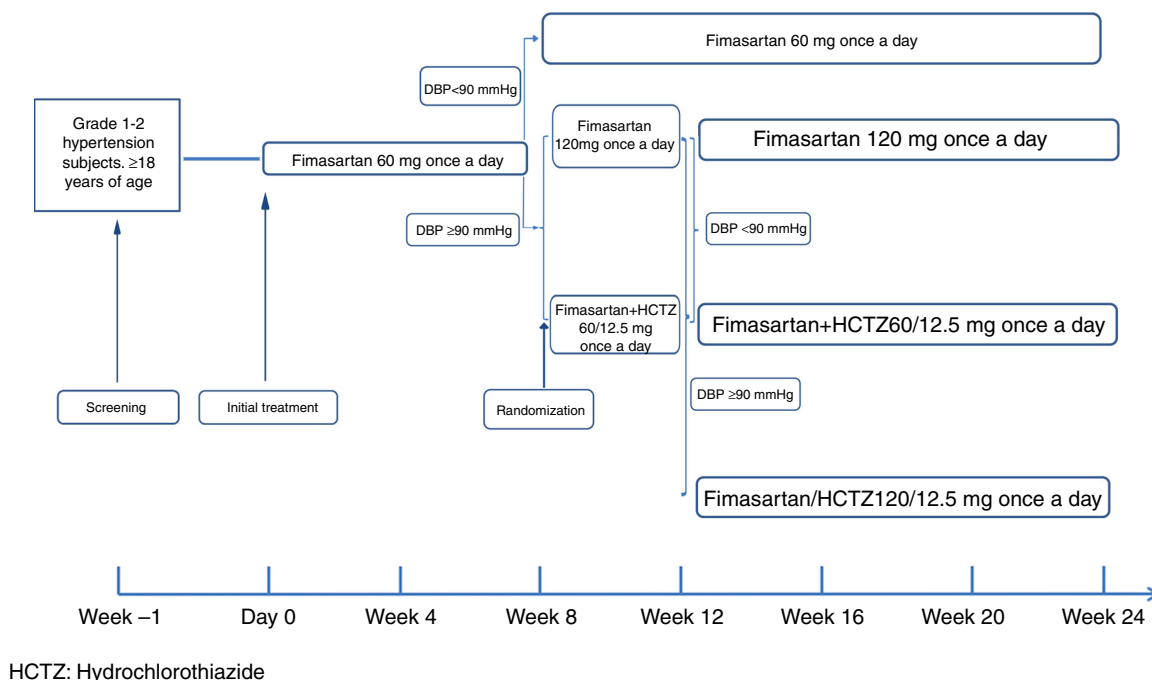 Fimasartan 60 mg once a day
DBP<90 mmHg
Grade 1-2
hypertension
subjects. ≥18
years of age
Fimasartan 60 mg once a day
Fimasartan
120mg once a day
Fimasartan 120 mg once a day
DBP ≥90 mmHg
DBP <90 mmHg
Fimasartan+HCTZ
60/12.5 mg
once a day
Fimasartan+HCTZ60/12.5 mg once a day
Screening
Initial treatment
Randomization
DBP ≥90 mmHg
Fimasartan/HCTZ120/12.5 mg once a day
Week –1
Day 0
Week 4
Week 8
Week 12
Week 16
Week 20
Week 24
HCTZ: Hydrochlorothiazide